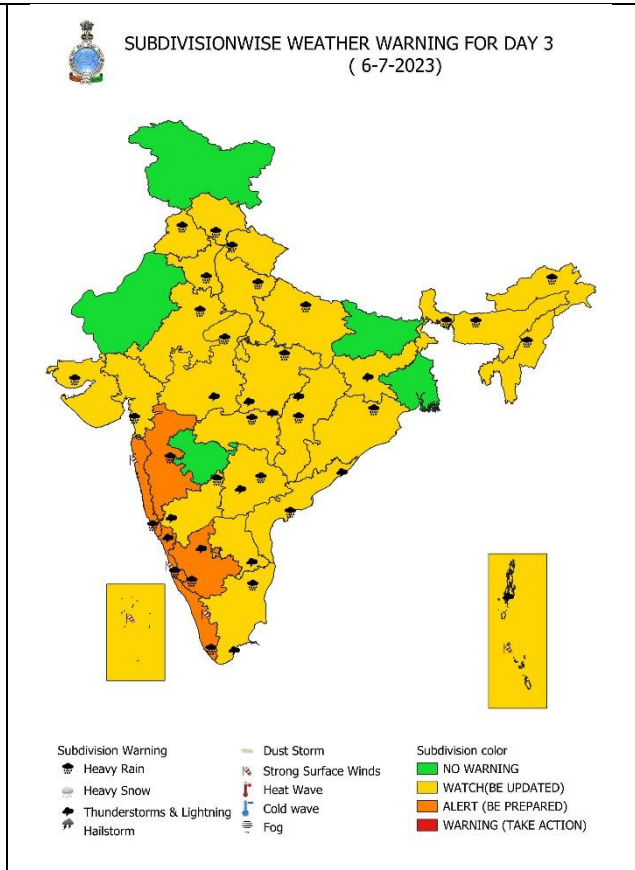 SUBDIVISIONWISE WEATHER WARNING FOR DAY 3
( 6-7-2023)
Subdivision Warning
Heavy Rain
Heavy Snow
Thunderstorms & Lightning
Hailstorm
Dust Storm
Strong Surface Winds
Heat Wave
Cold wave
Fog
Subdivision color
NO WARNING
WATCH(BE UPDATED)
ALERT (BE PREPARED)
WARNING (TAKE ACTION)